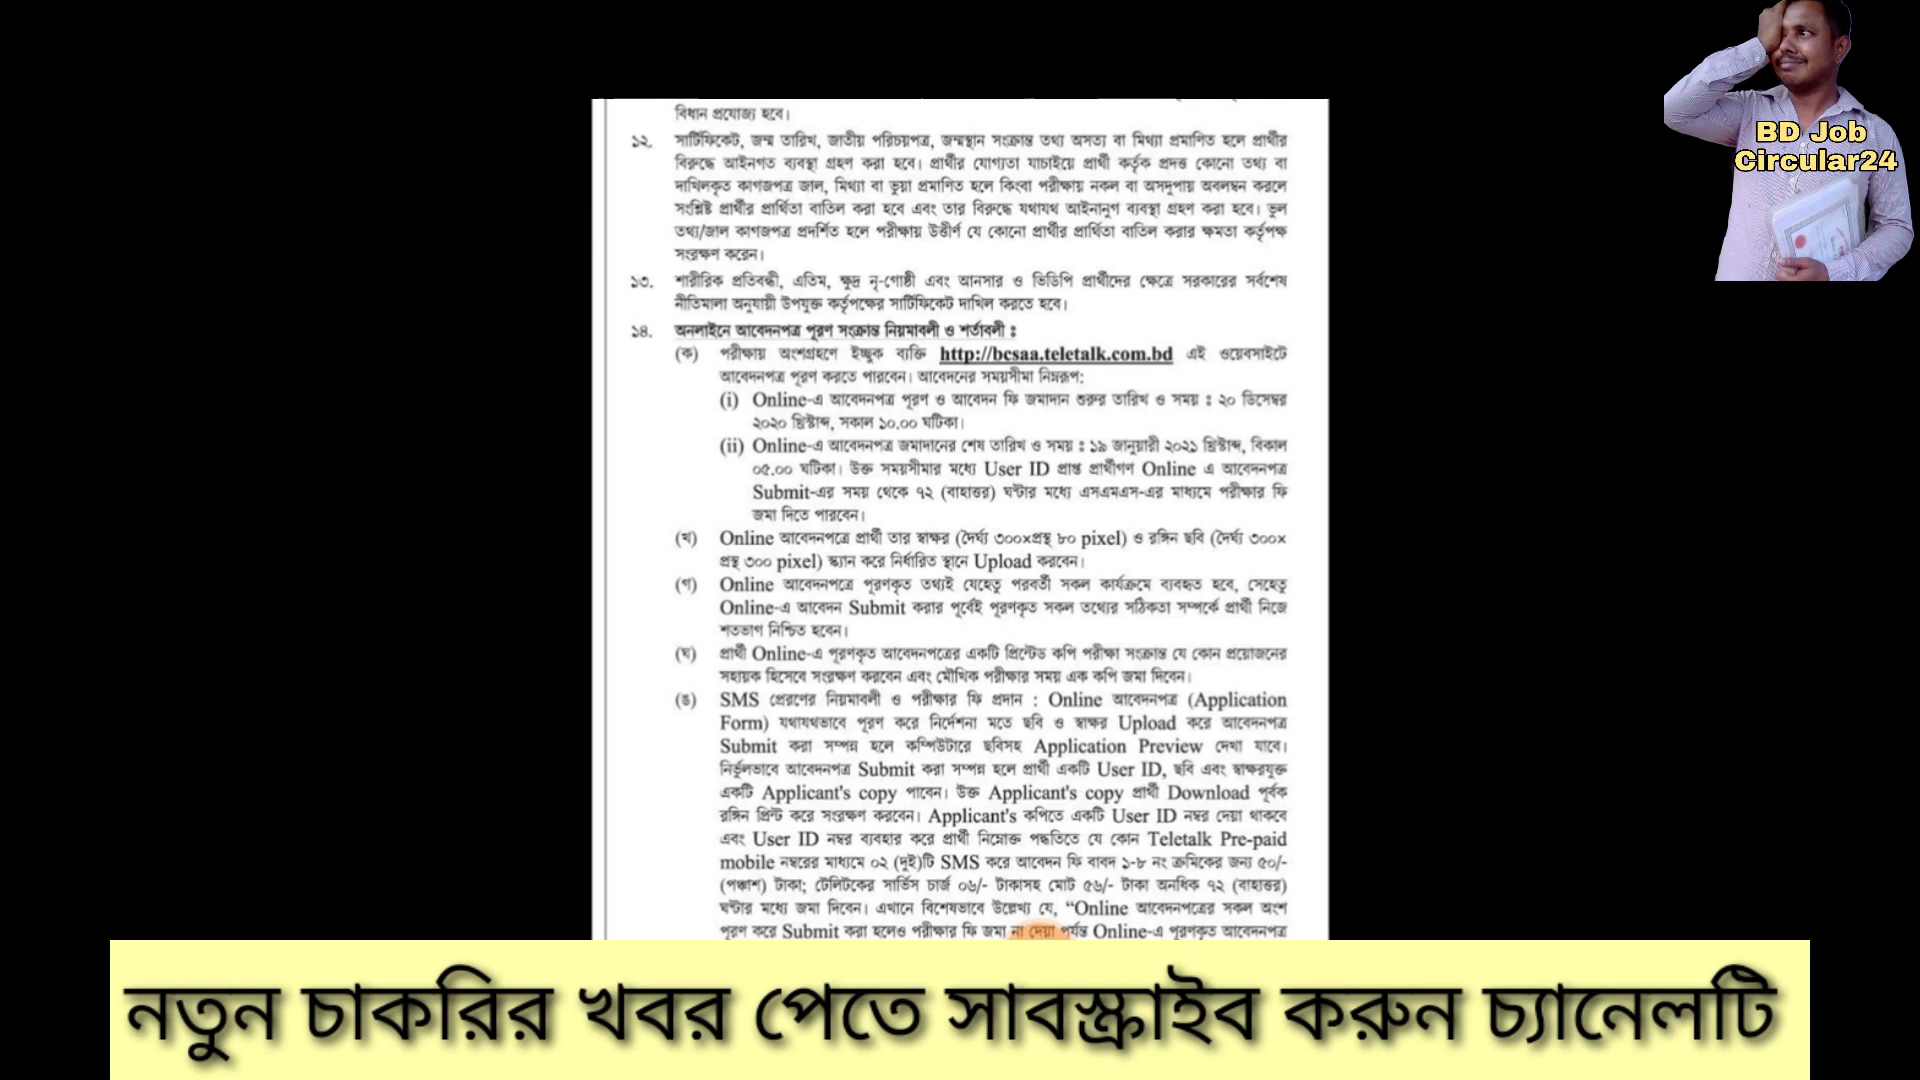 বিধান প্রযোজ্য হবে।
১২. সার্টিফিকেট, জন্ম তারিখ, জাতীয় পরিচয়পত্র, জন্মস্থান সংক্রান্ত তথ্য অসত্য বা মিথ্যা প্রমাণিত হলে প্রার্থীর
বিরুদ্ধে আইনগত ব্যবস্থা গ্রহণ করা হবে। প্রার্থীর যোগ্যতা যাচাইয়ে প্রার্থী কর্তৃক প্রদত্ত কোনো তথ্য বা
দাখিলকৃত কাগজপত্র জাল, মিথ্যা বা ভুয়া প্রমাণিত হলে কিংবা পরীক্ষায় নকল বা অসদুপায় অবলম্বন করলে
সংশ্লিষ্ট প্রার্থীর প্রার্থিতা বাতিল করা হবে এবং তার বিরুদ্ধে যথাযথ আইনানুগ ব্যবস্থা গ্রহণ করা হবে। ভুল
তথ্য/জাল কাগজপত্র প্রদর্শিত হলে পরীক্ষায় উত্তীর্ণ যে কোনো প্রার্থীর প্রার্থিতা বাতিল করার ক্ষমতা কর্তৃপক্ষ
সংরক্ষণ করেন।
১৩. শারীরিক প্রতিবন্ধী, এতিম, ক্ষুদ্র নৃ-গোষ্ঠী এবং আনসার ও ভিডিপি প্রার্থীদের ক্ষেত্রে সরকারের সর্বশেষ
নীতিমালা অনুযায়ী উপযুক্ত কর্তৃপক্ষের সার্টিফিকেট দাখিল করতে হবে।
১৪. অনলাইনে আবেদনপত্র পূরণ সংক্রান্ত নিয়মাবলী ও শর্তাবলী ঃ
(ক) পরীক্ষায় অংশগ্রহণে ইচ্ছুক ব্যক্তি http://bcsaa.teletalk.com.bd এই ওয়েবসাইটে
আবেদনপত্র পূরণ করতে পারবেন। আবেদনের সময়সীমা নিম্নরূপ:
(i) Online-এ আবেদনপত্র পূরণ ও আবেদন ফি জমাদান শুরুর তারিখ ও সময় ঃ ২০ ডিসেম্বর
২০২০ খ্রিস্টাব্দ, সকাল ১০.০০ ঘটিকা।
(ii) Online-এ আবেদনপত্র জমাদানের শেষ তারিখ ও সময় ঃ ১৯ জানুয়ারী ২০২১ খ্রিস্টাব্দ, বিকাল
০৫.০০ ঘটিকা। উক্ত সময়সীমার মধ্যে User ID প্রাপ্ত প্রার্থীগণ Online এ আবেদনপত্র
Submit-এর সময় থেকে ৭২ (বাহাত্তর) ঘন্টার মধ্যে এসএমএস-এর মাধ্যমে পরীক্ষার ফি
জমা দিতে পারবেন।
(খ) Online আবেদনপত্রে প্রার্থী তার স্বাক্ষর (দৈর্ঘ্য ৩০০×প্রস্থ ৮০ pixel) ও রঙ্গিন ছবি (দৈর্ঘ্য ৩০০×
প্রস্থ ৩০০ pixel) স্ক্যান করে নির্ধারিত স্থানে Upload করবেন।
(গ) Online আবেদনপত্রে পূরণকৃত তথ্যই যেহেতু পরবর্তী সকল কার্যক্রমে ব্যবহৃত হবে, সেহেতু
Online-এ আবেদন Submit করার পূর্বেই পূরণকৃত সকল তথ্যের সঠিকতা সম্পর্কে প্রার্থী নিজে
শতভাগ নিশ্চিত হবেন।
(ঘ) প্রার্থী Online-এ পূরণকৃত আবেদনপত্রের একটি প্রিন্টেড কপি পরীক্ষা সংক্রান্ত যে কোন প্রয়োজনের
সহায়ক হিসেবে সংরক্ষণ করবেন এবং মৌখিক পরীক্ষার সময় এক কপি জমা দিবেন।
(ঙ) SMS প্রেরণের নিয়মাবলী ও পরীক্ষার ফি প্রদান : Online আবেদনপত্র (Application
Form) যথাযথভাবে পূরণ করে নির্দেশনা মতে ছবি ও স্বাক্ষর Upload করে আবেদনপত্র
Submit করা সম্পন্ন হলে কম্পিউটারে ছবিসহ Application Preview দেখা যাবে।
নির্ভুলভাবে আবেদনপত্র Submit করা সম্পন্ন হলে প্রার্থী একটি User ID, ছবি এবং স্বাক্ষরযুক্ত
একটি Applicant's copy পাবেন। উক্ত Applicant's copy প্রার্থী Download পূর্বক
রঙ্গিন প্রিন্ট করে সংরক্ষণ করবেন। Applicant's কপিতে একটি User ID নম্বর দেয়া থাকবে
এবং User ID নম্বর ব্যবহার করে প্রার্থী নিম্নোক্ত পদ্ধতিতে যে কোন Teletalk Pre-paid
mobile নম্বরের মাধ্যমে ০২ (দুই)টি SMS করে আবেদন ফি বাবদ ১-৮ নং ক্রমিকের জন্য ৫০/-
(পঞ্চাশ) টাকা; টেলিটকের সার্ভিস চার্জ ০৬/- টাকাসহ মোট ৫৬/- টাকা অনধিক ৭২ (বাহাত্তর)
ঘন্টার মধ্যে জমা দিবেন। এখানে বিশেষভাবে উল্লেখ্য যে, “Online আবেদনপত্রের সকল অংশ
পূরণ করে Submit করা হলেও পরীক্ষার ফি জমা না দেয়া পর্যন্ত Online-এ পূরণকৃত আবেদনপত্র
BD Job
Circular24
নতুন চাকরির খবর পেতে সাবস্ক্রাইব করুন চ্যানেলটি